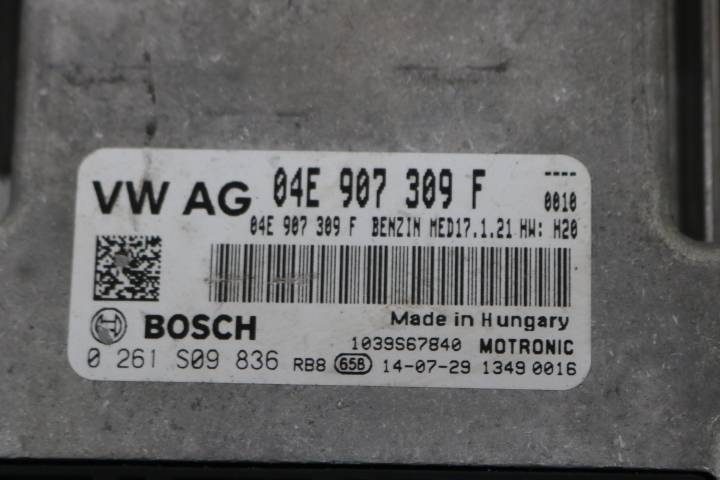 VW AG 04E 907 309 F ----
0010
04E 907 309 F BENZIN MED17.1.21 HW: H20
BOSCH Made in Hungary
1039S67840 MOTRONIC
0 261 S09 836 RB8 65B 14-07-29 1349 0016